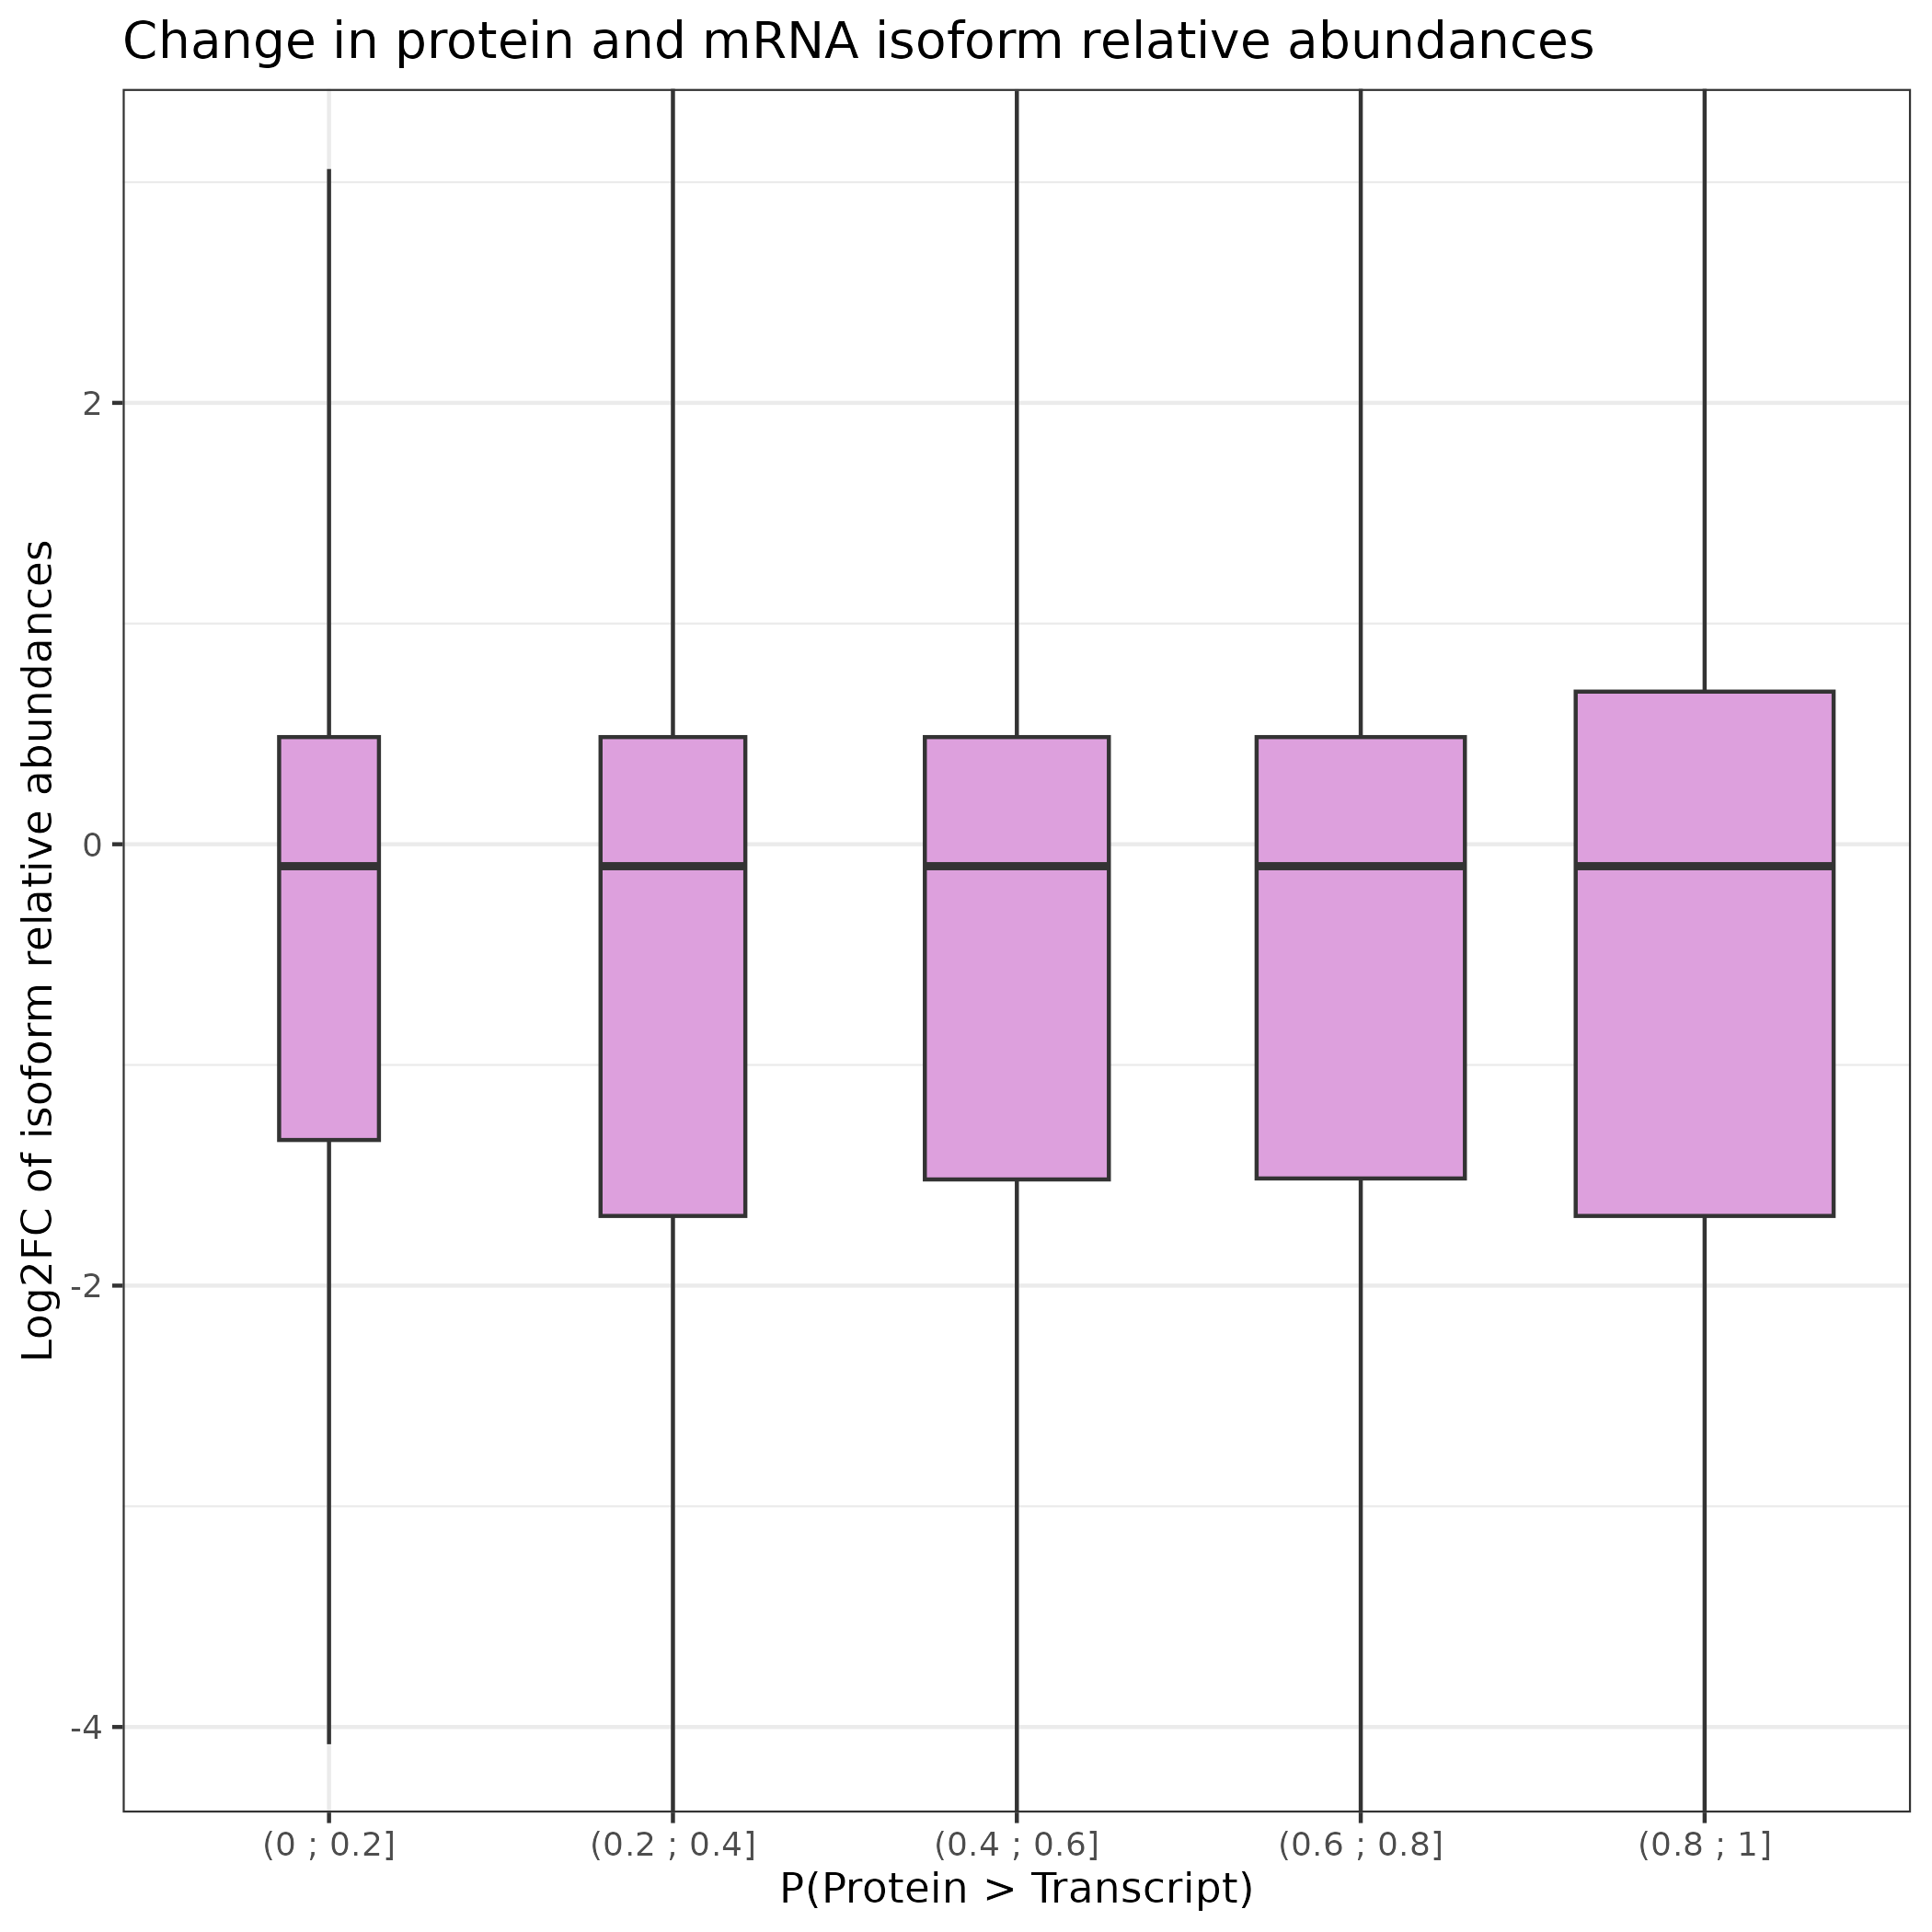 Change in protein and mRNA isoform relative abundances
Log2FC of isoform relative abundances
2
0
-2
-4
(0 ; 0.2]
(0.2 ; 0.4]
(0.4 ; 0.6]
(0.6 ; 0.8]
(0.8 ; 1]
P(Protein > Transcript)